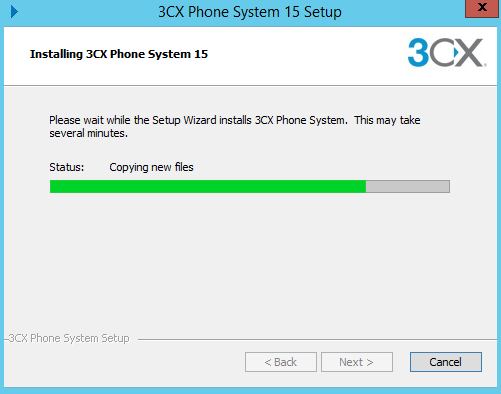 3CX Phone System 15 Setup
x
Installing 3CX Phone System 15
3CX
Please wait while the Setup Wizard installs 3CX Phone System. This may take
several minutes.
Status: Copying new files
3CX Phone System Setup
< Back Next > Cancel